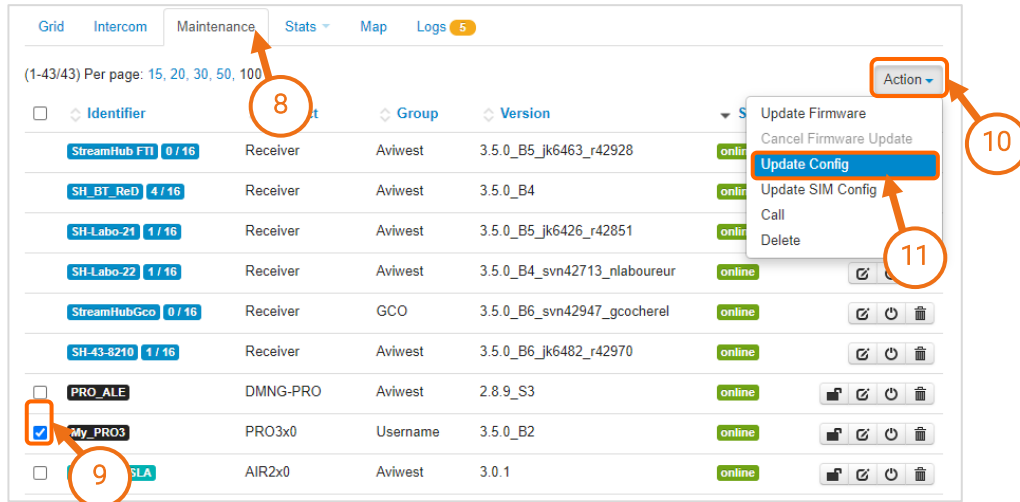 Grid Intercom Maintenance Stats Map Logs 5
(1-43/43) Per page: 15, 20, 30, 50, 100
Action
8
10
Identifier Group Version
Update Firmware
Cancel Firmware Update
Update Config
Update SIM Config
Call
Delete
11
StreamHub FTI 0 / 16 Receiver Aviwest 3.5.0_B5_jk6463_r42928
SH_BT_ReD 4 / 16 Receiver Aviwest 3.5.0_B4
SH-Labo-21 1 / 16 Receiver Aviwest 3.5.0_B5_jk6426_r42851
SH-Labo-22 1 / 16 Receiver Aviwest 3.5.0_B4_svn42713_nlaboureur online
StreamHubGco 0 / 16 Receiver GCO 3.5.0_B6_svn42947_gcocherel online
SH-43-8210 1 / 16 Receiver Aviwest 3.5.0_B6_jk6482_r42970 online
PRO_ALE DMNG-PRO Aviwest 2.8.9_S3 online
My_PRO3 PRO3x0 Username 3.5.0_B2 online
9
AIR2x0 Aviwest 3.0.1 online